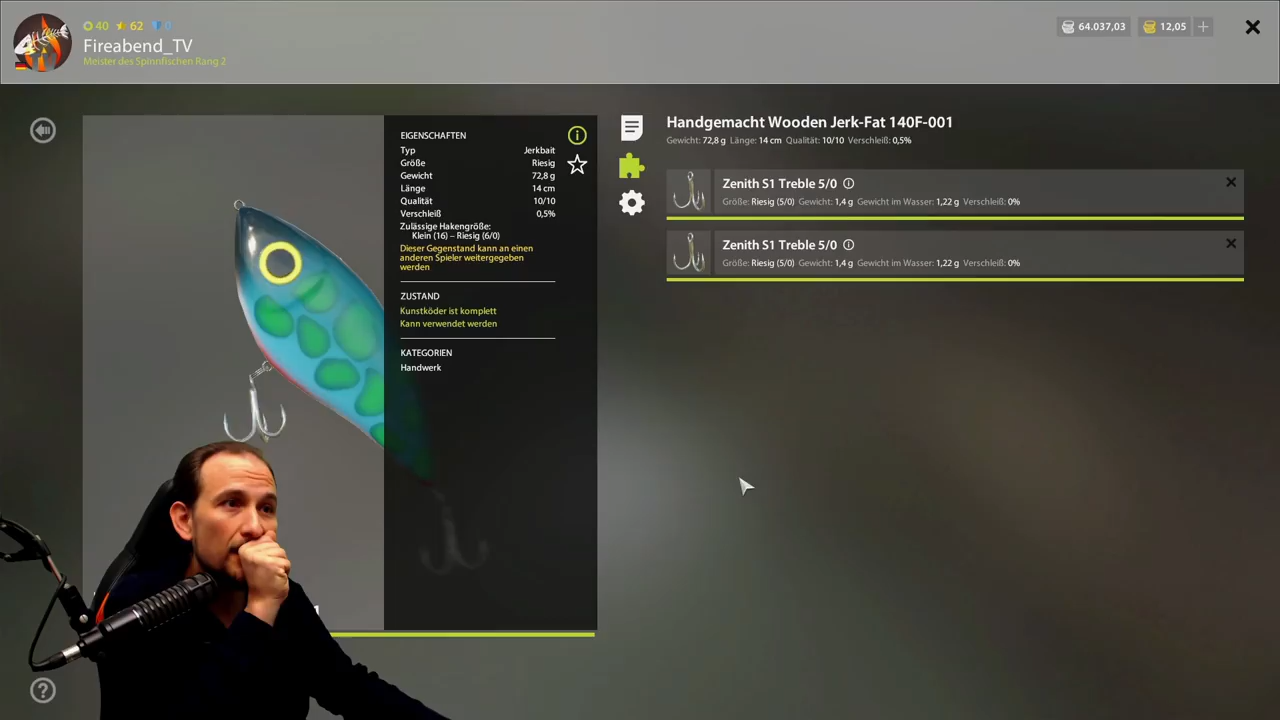 40 62 0
Fireabend_TV
Meister des Spinnfischen Rang 2
64.037,03 12,05
EIGENSCHAFTEN
Typ Jerkbait
Größe Riesig
Gewicht 72,8 g
Länge 14 cm
Qualität 10/10
Verschleiß 0,5%
Zulässige Hakengröße:
Klein (16) – Riesig (6/0)
Dieser Gegenstand kann an einen
anderen Spieler weitergegeben
werden
ZUSTAND
Kunstköder ist komplett
Kann verwendet werden
KATEGORIEN
Handwerk
Handgemacht Wooden Jerk-Fat 140F-001
Gewicht: 72,8 g Länge: 14 cm Qualität: 10/10 Verschleiß: 0,5%
Zenith S1 Treble 5/0
Größe: Riesig (5/0) Gewicht: 1,4 g Gewicht im Wasser: 1,22 g Verschleiß: 0%
Zenith S1 Treble 5/0
Größe: Riesig (5/0) Gewicht: 1,4 g Gewicht im Wasser: 1,22 g Verschleiß: 0%